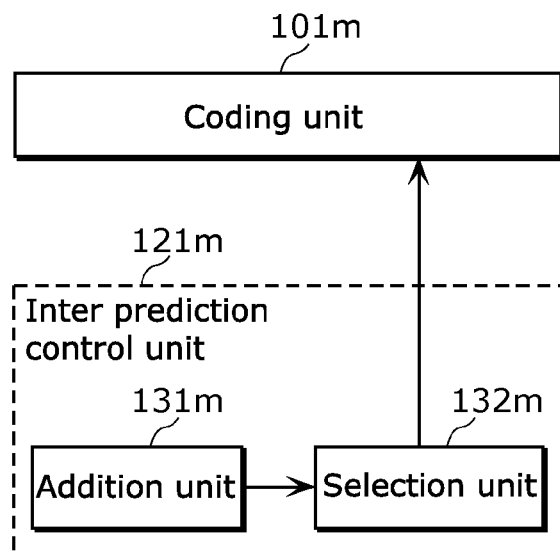 101m
Coding unit
121m
Inter prediction
control unit
131m
132m
Addition unit
Selection unit